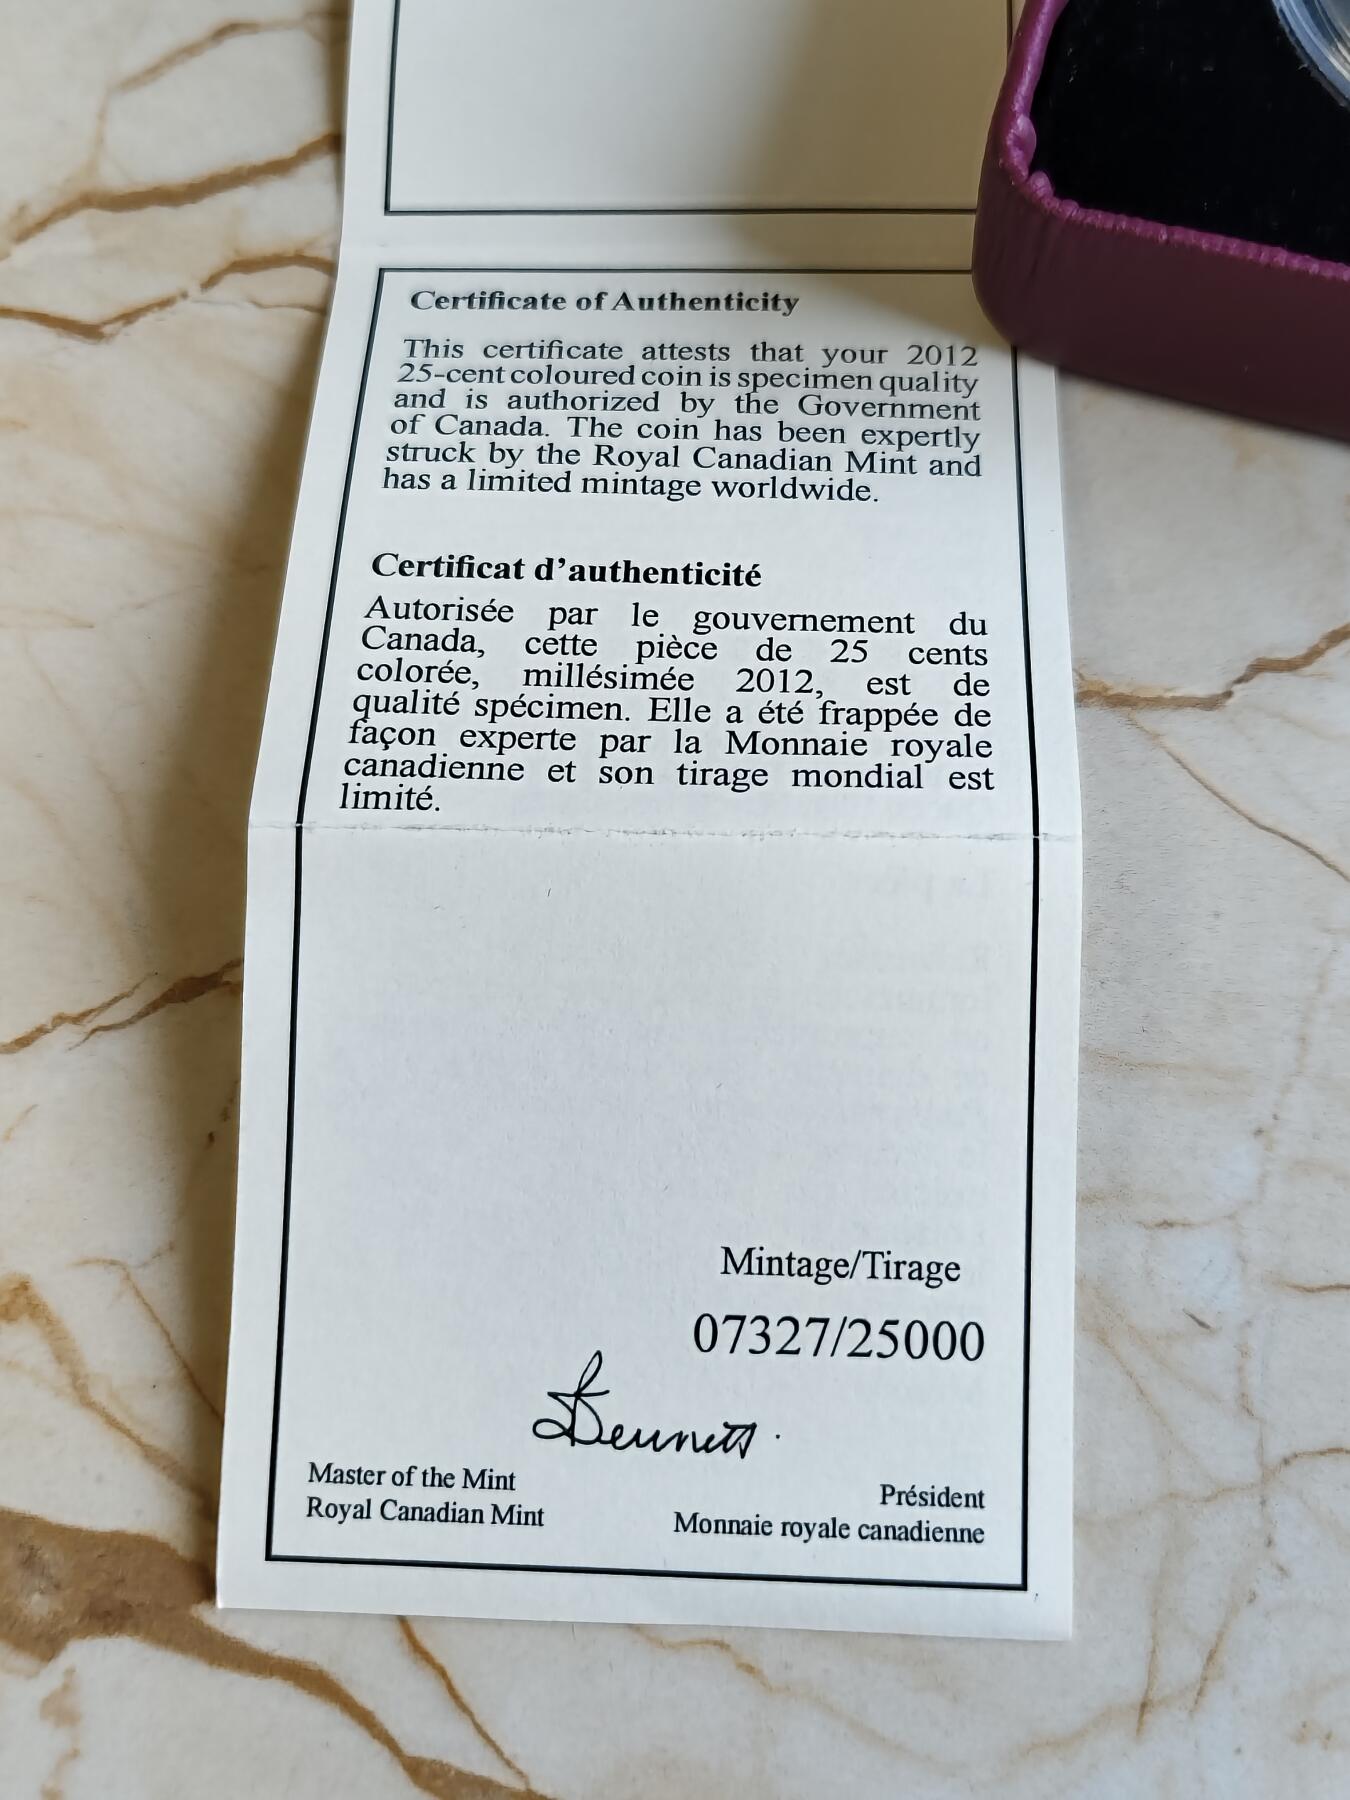 Certificate of Authenticity
This certificate attests that your 2012
25-cent coloured coin is specimen quality
and is authorized by the Government
of Canada. The coin has been expertly
struck by the Royal Canadian Mint and
has a limited mintage worldwide.
Certificat d'authenticité
Autorisée par le gouvernement du
Canada, cette pièce de 25 cents
colorée, millésimée 2012, est de
qualité spécimen. Elle a été frappée de
façon experte par la Monnaie royale
canadienne et son tirage mondial est
limité.
Mintage/Tirage
07327/25000
Bennett
Master of the Mint
Royal Canadian Mint
Président
Monnaie royale canadienne